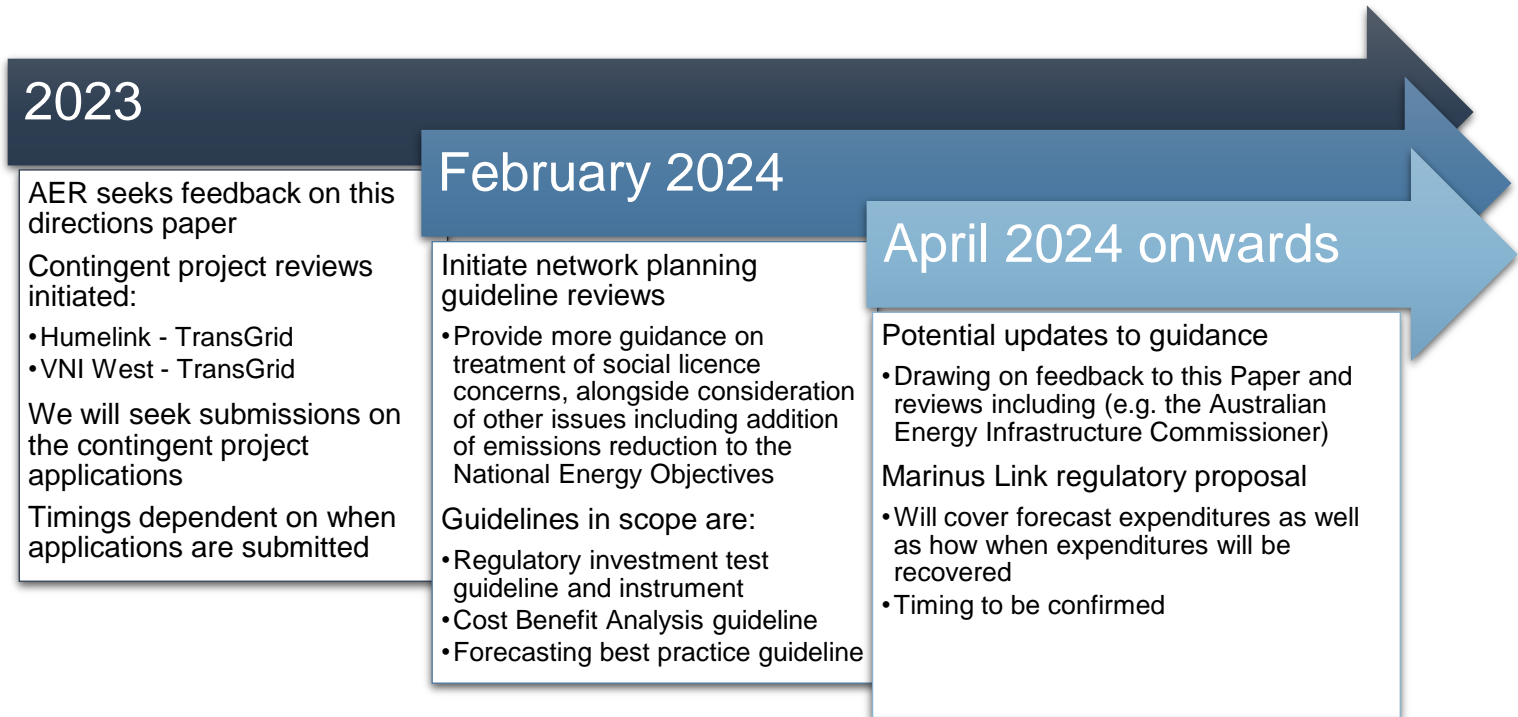 2023
AER seeks feedback on this
directions paper
Contingent project reviews
initiated:
•Humelink - TransGrid
•VNI West - TransGrid
We will seek submissions on
the contingent project
applications
Timings dependent on when
applications are submitted
February 2024
Initiate network planning
guideline reviews
•Provide more guidance on
treatment of social licence
concerns, alongside consideration
of other issues including addition
of emissions reduction to the
National Energy Objectives
Guidelines in scope are:
•Regulatory investment test
guideline and instrument
•Cost Benefit Analysis guideline
•Forecasting best practice guideline
April 2024 onwards
Potential updates to guidance
•Drawing on feedback to this Paper and
reviews including (e.g. the Australian
Energy Infrastructure Commissioner)
Marinus Link regulatory proposal
•Will cover forecast expenditures as well
as how when expenditures will be
recovered
•Timing to be confirmed